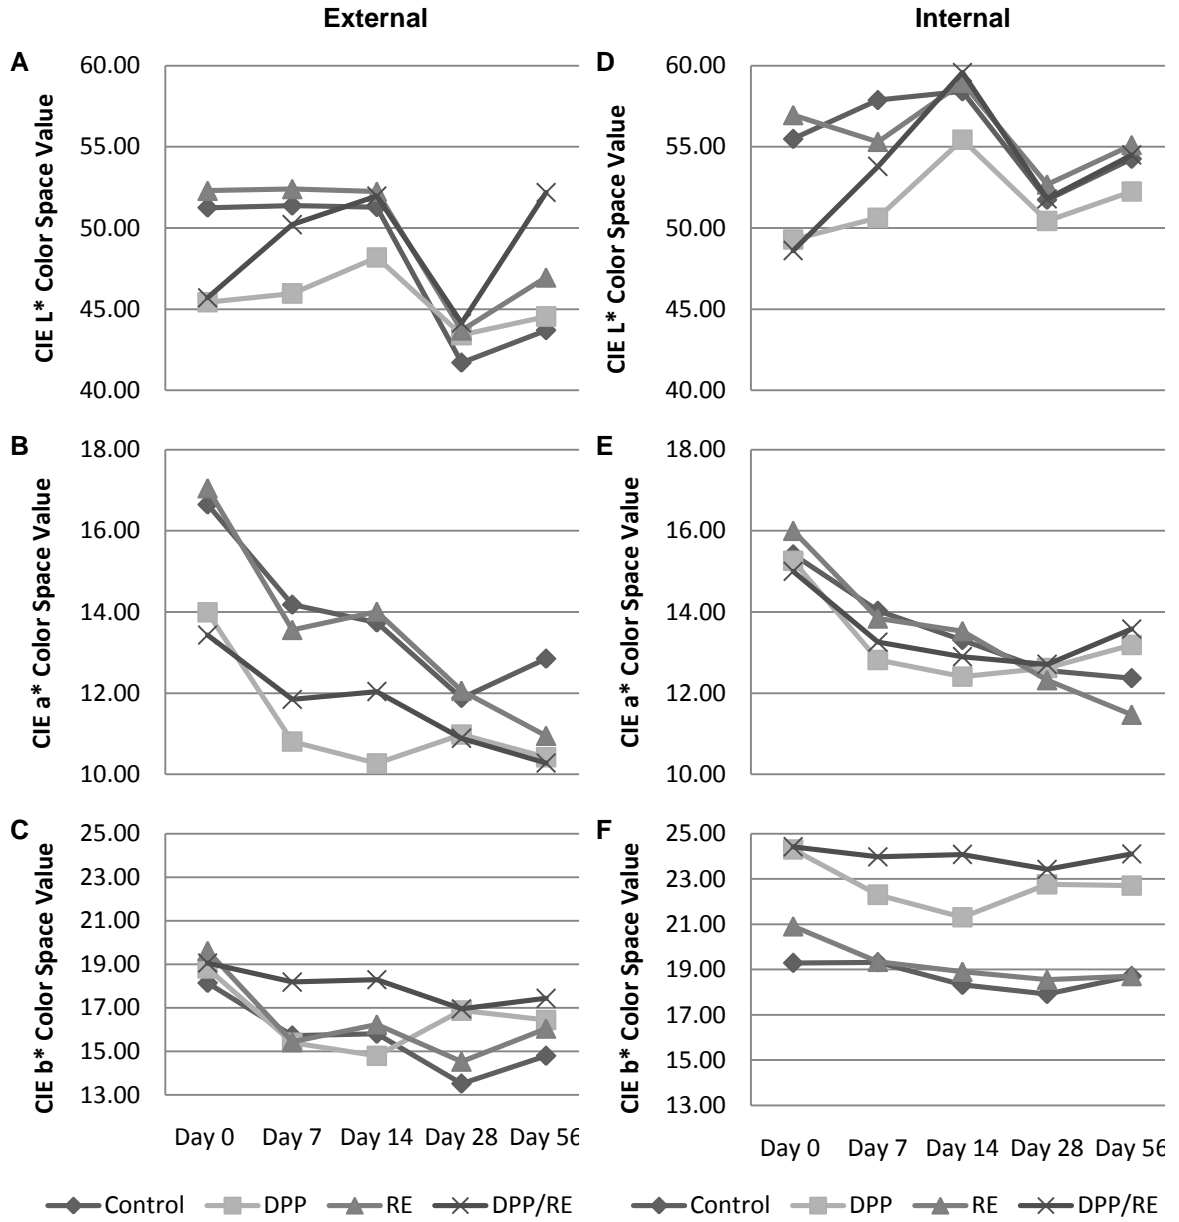 External
Internal
A
CIE L* Color Space Value
60.00
55.00
50.00
45.00
40.00
D
CIE L* Color Space Value
60.00
55.00
50.00
45.00
40.00
B
CIE a* Color Space Value
18.00
16.00
14.00
12.00
10.00
E
CIE a* Color Space Value
18.00
16.00
14.00
12.00
10.00
C
CIE b* Color Space Value
25.00
23.00
21.00
19.00
17.00
15.00
13.00
Day 0 Day 7 Day 14 Day 28 Day 56
F
CIE b* Color Space Value
25.00
23.00
21.00
19.00
17.00
15.00
13.00
Day 0 Day 7 Day 14 Day 28 Day 56
Control DPP RE DPP/RE
Control DPP RE DPP/RE